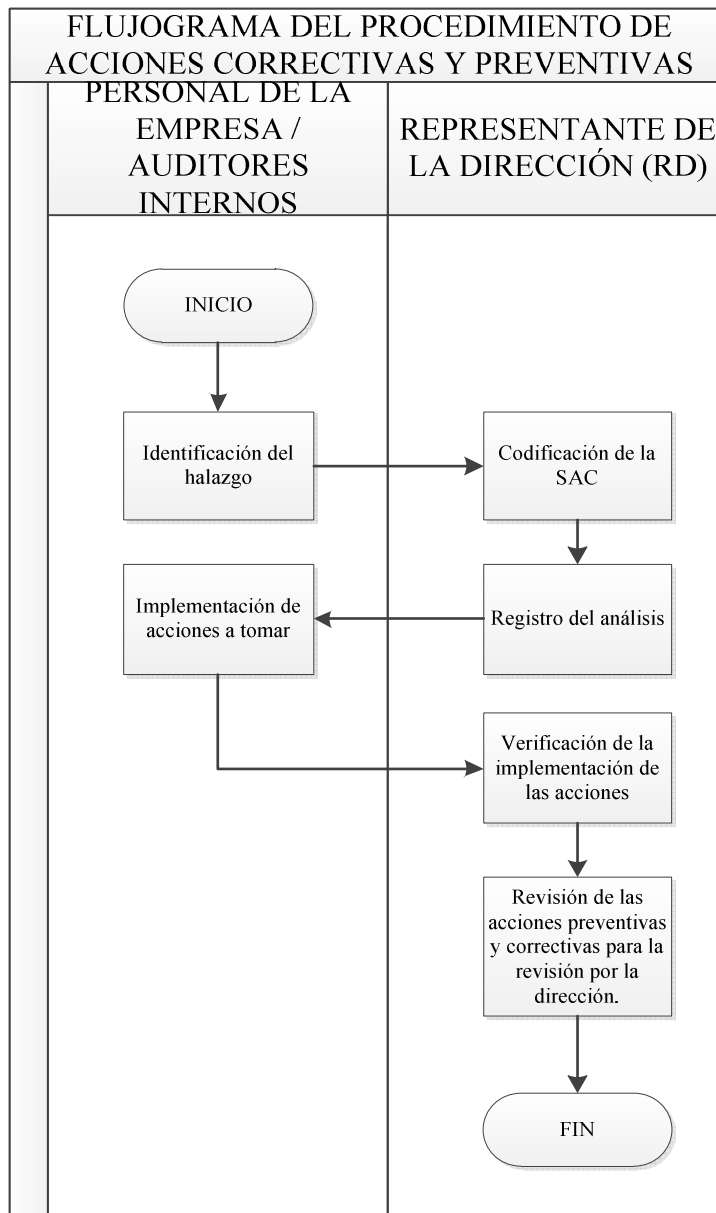 FLUJOGRAMA DEL PROCEDIMIENTO DE
ACCIONES CORRECTIVAS Y PREVENTIVAS
PERSONAL DE LA
EMPRESA /
AUDITORES
INTERNOS
REPRESENTANTE DE
LA DIRECCIÓN (RD)
INICIO
Identificación del
halazgo
Codificación de la
SAC
Registro del análisis
Implementación de
acciones a tomar
Verificación de la
implementación de
las acciones
Revisión de las
acciones preventivas
y correctivas para la
revisión por la
dirección.
FIN